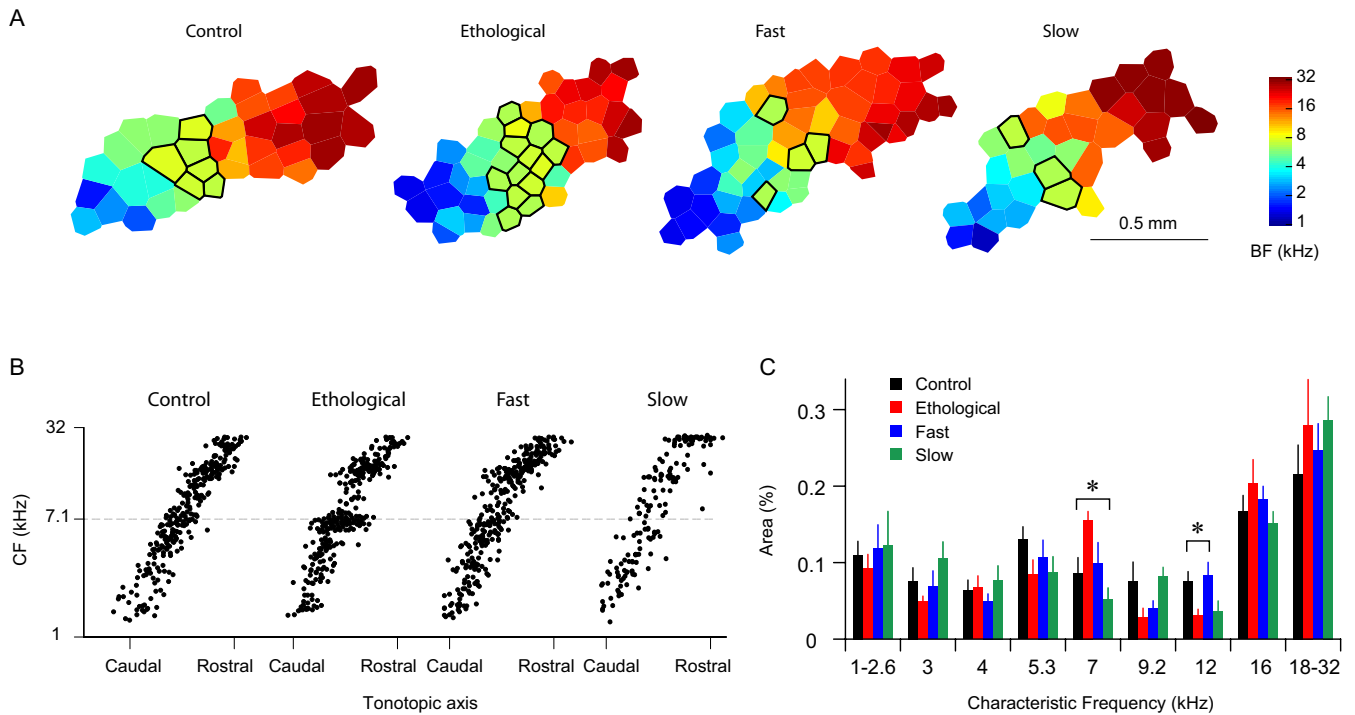 A
Control Ethological Fast Slow
32
16
8
4
2
1
0.5 mm
BF (kHz)
B
Control Ethological Fast Slow
32
7.1
1
CF (kHz)
Caudal Rostral Caudal Rostral Caudal Rostral Caudal Rostral
Tonotopic axis
C
Control
Ethological
Fast
Slow
0.3
0.2
0.1
0
Area (%)
* *
1-2.6 3 4 5.3 7 9.2 12 16 18-32
Characteristic Frequency (kHz)